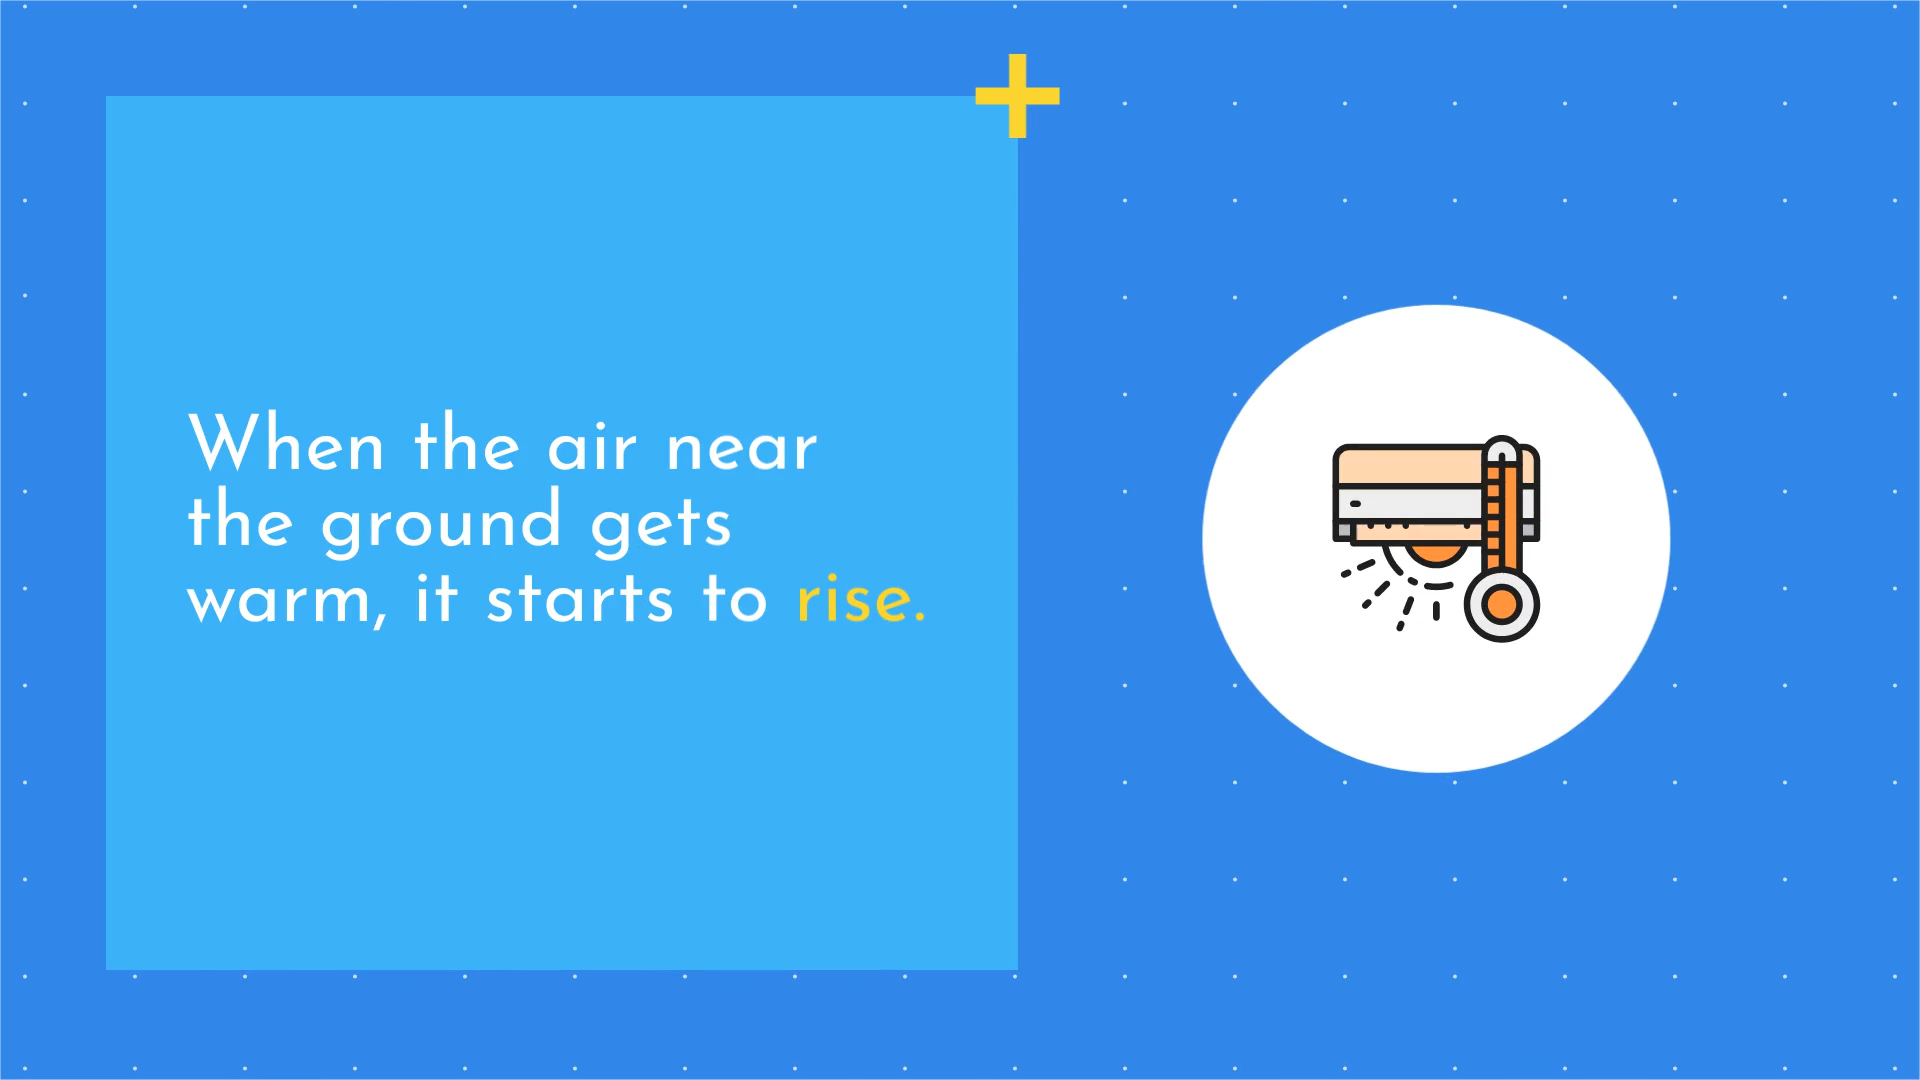 When the air near
the ground gets
warm, it starts to rise.